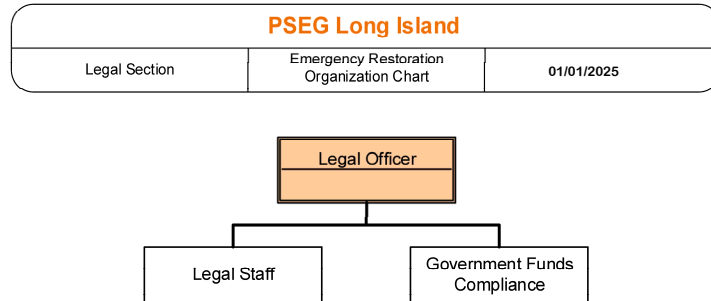 PSEG Long Island
Legal Section
Emergency Restoration
Organization Chart
01/01/2025
Legal Officer
Legal Staff
Government Funds
Compliance